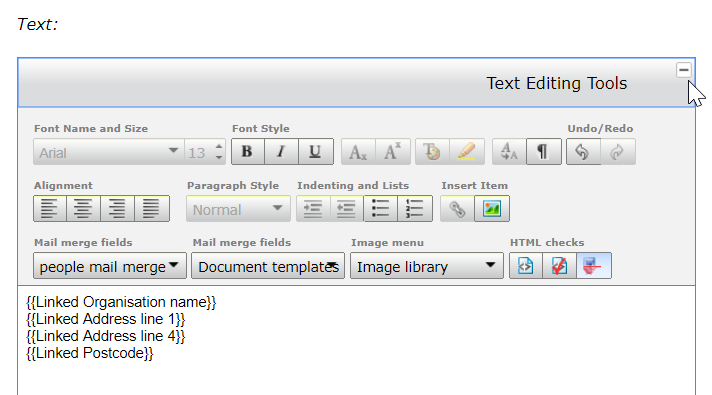 Text:
Text Editing Tools
Font Name and Size Font Style Undo/Redo
Arial 13 B I U Ax A^x A A ¶
Alignment Paragraph Style Indenting and Lists Insert Item
Normal
Mail merge fields Mail merge fields Image menu HTML checks
people mail merge Document templates Image library
{{Linked Organisation name}}
{{Linked Address line 1}}
{{Linked Address line 4}}
{{Linked Postcode}}